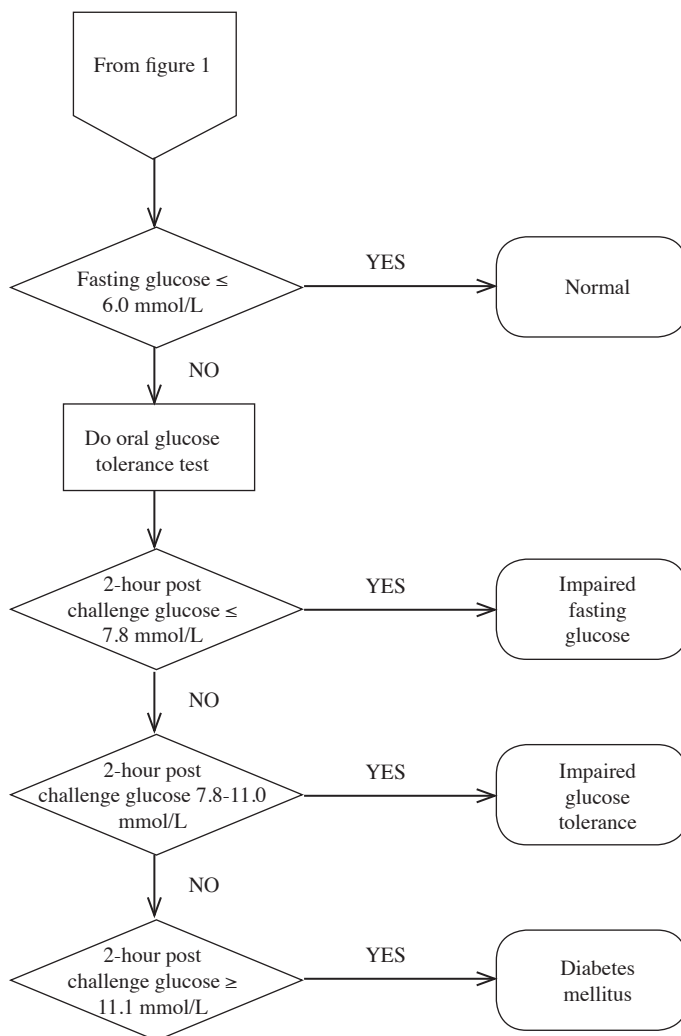 From figure 1
Fasting glucose ≤
6.0 mmol/L
YES
Normal
NO
Do oral glucose
tolerance test
2-hour post
challenge glucose ≤
7.8 mmol/L
YES
Impaired
fasting
glucose
NO
2-hour post
challenge glucose 7.8-11.0
mmol/L
YES
Impaired
glucose
tolerance
NO
2-hour post
challenge glucose ≥
11.1 mmol/L
YES
Diabetes
mellitus